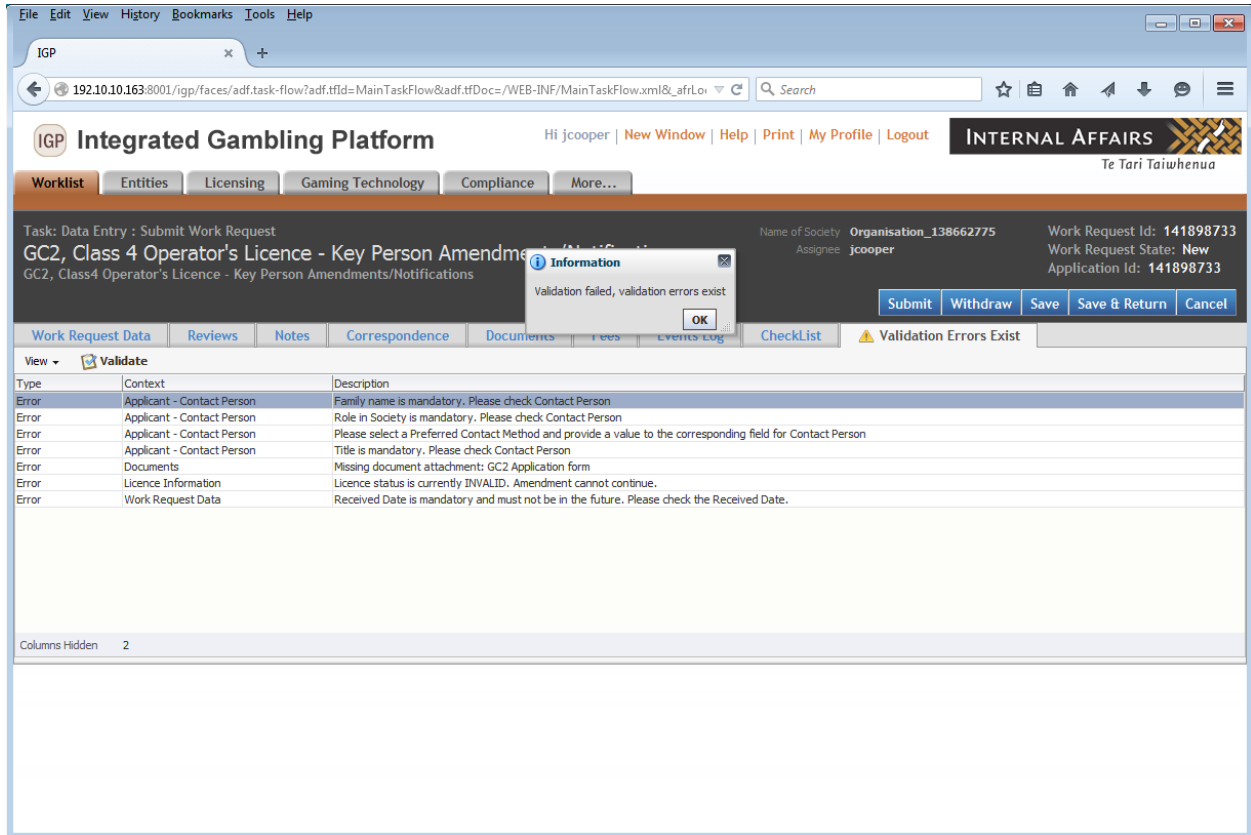 File Edit View History Bookmarks Tools Help
IGP
192.10.10.163:8001/igp/faces/adf.task-flow?adf.tfId=MainTaskFlow&adf.tfDoc=/WEB-INF/MainTaskFlow.xml&_afrLo
Search
IGP Integrated Gambling Platform
Hi jcooper | New Window | Help | Print | My Profile | Logout
INTERNAL AFFAIRS
Te Tari Taiwhenua
Worklist Entities Licensing Gaming Technology Compliance More...
Task: Data Entry : Submit Work Request
GC2, Class 4 Operator's Licence - Key Person
GC2, Class4 Operator's Licence - Key Person Amendments/Notifications
Name of Society Organisation_138662775
Assignee jcooper
Work Request Id: 141898733
Work Request State: New
Application Id: 141898733
Information
Validation failed, validation errors exist
OK
Submit Withdraw Save Save & Return Cancel
Work Request Data Reviews Notes Correspondence Documents Fees Events Log CheckList Validation Errors Exist
View Validate
Type Context Description
Error Applicant - Contact Person Family name is mandatory. Please check Contact Person
Error Applicant - Contact Person Role in Society is mandatory. Please check Contact Person
Error Applicant - Contact Person Please select a Preferred Contact Method and provide a value to the corresponding field for Contact Person
Error Applicant - Contact Person Title is mandatory. Please check Contact Person
Error Documents Missing document attachment: GC2 Application form
Error Licence Information Licence status is currently INVALID. Amendment cannot continue.
Error Work Request Data Received Date is mandatory and must not be in the future. Please check the Received Date.
Columns Hidden 2